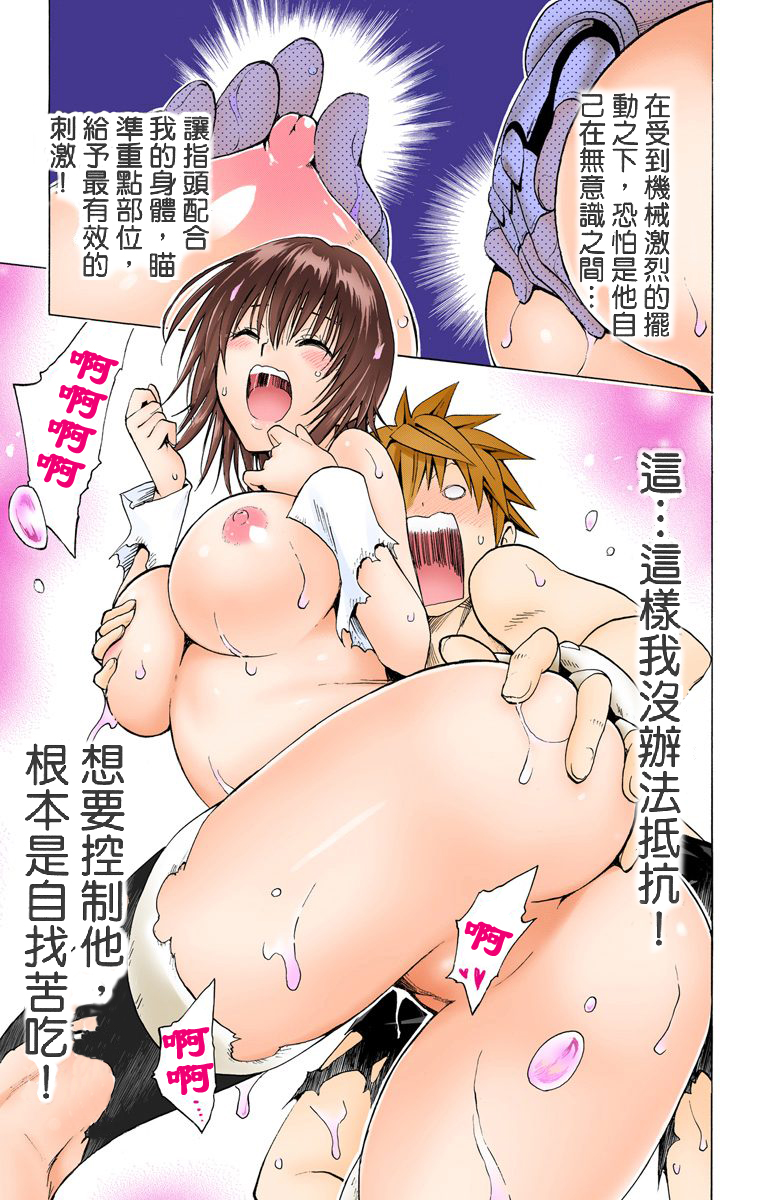 在受到機械激烈的擺
動之下，恐怕是他自
己在無意識之間…
讓指頭配合
我的身體，瞄
準重點部位，
給予最有效的
刺激！
啊啊啊啊
這…這樣我沒辦法抵抗！
想要控制他，
根本是自找苦吃！
啊♥♥
啊啊…